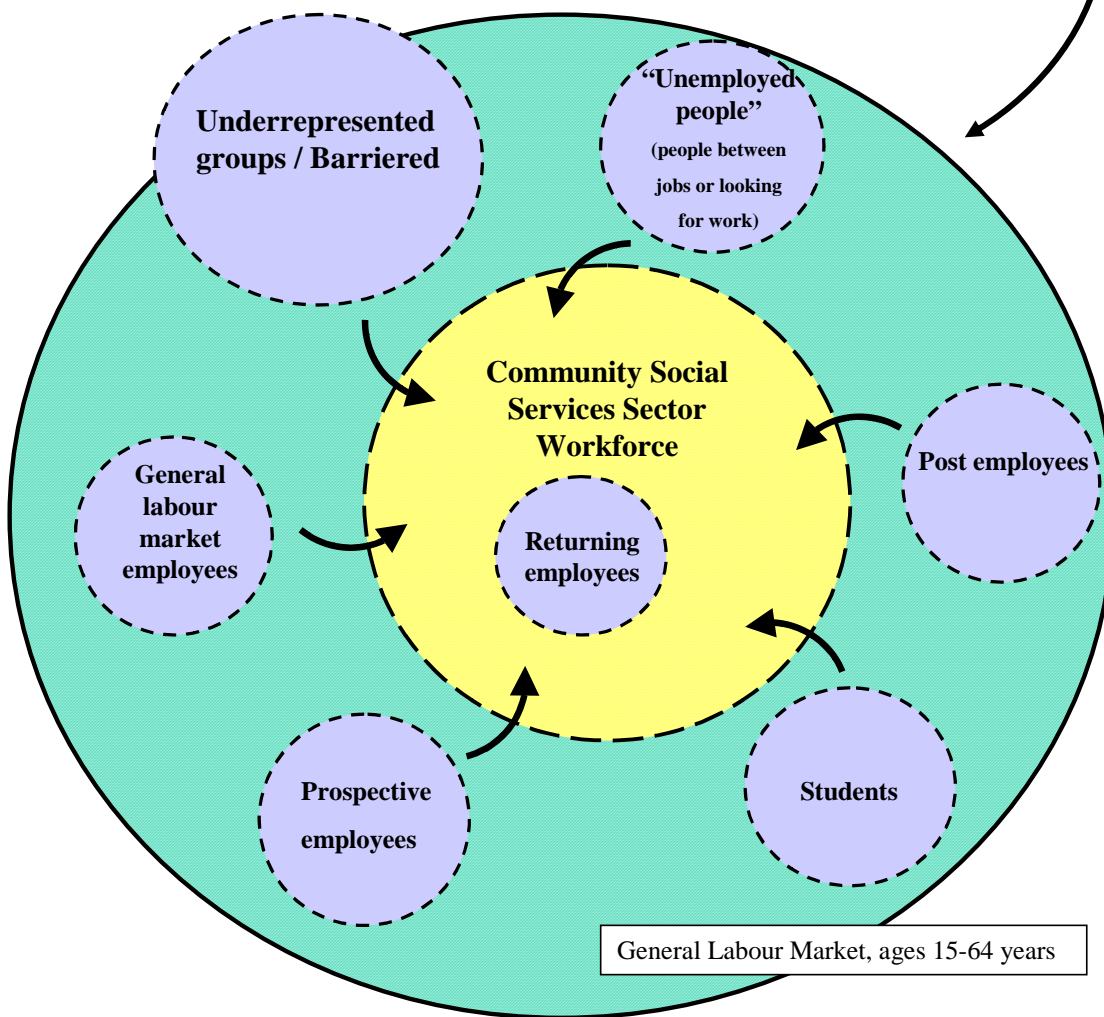 Underrepresented
groups / Barriered
“Unemployed
people”
(people between
jobs or looking
for work)
Community Social
Services Sector
Workforce
Post employees
General
labour
market
employees
Returning
employees
Prospective
employees
Students
General Labour Market, ages 15-64 years